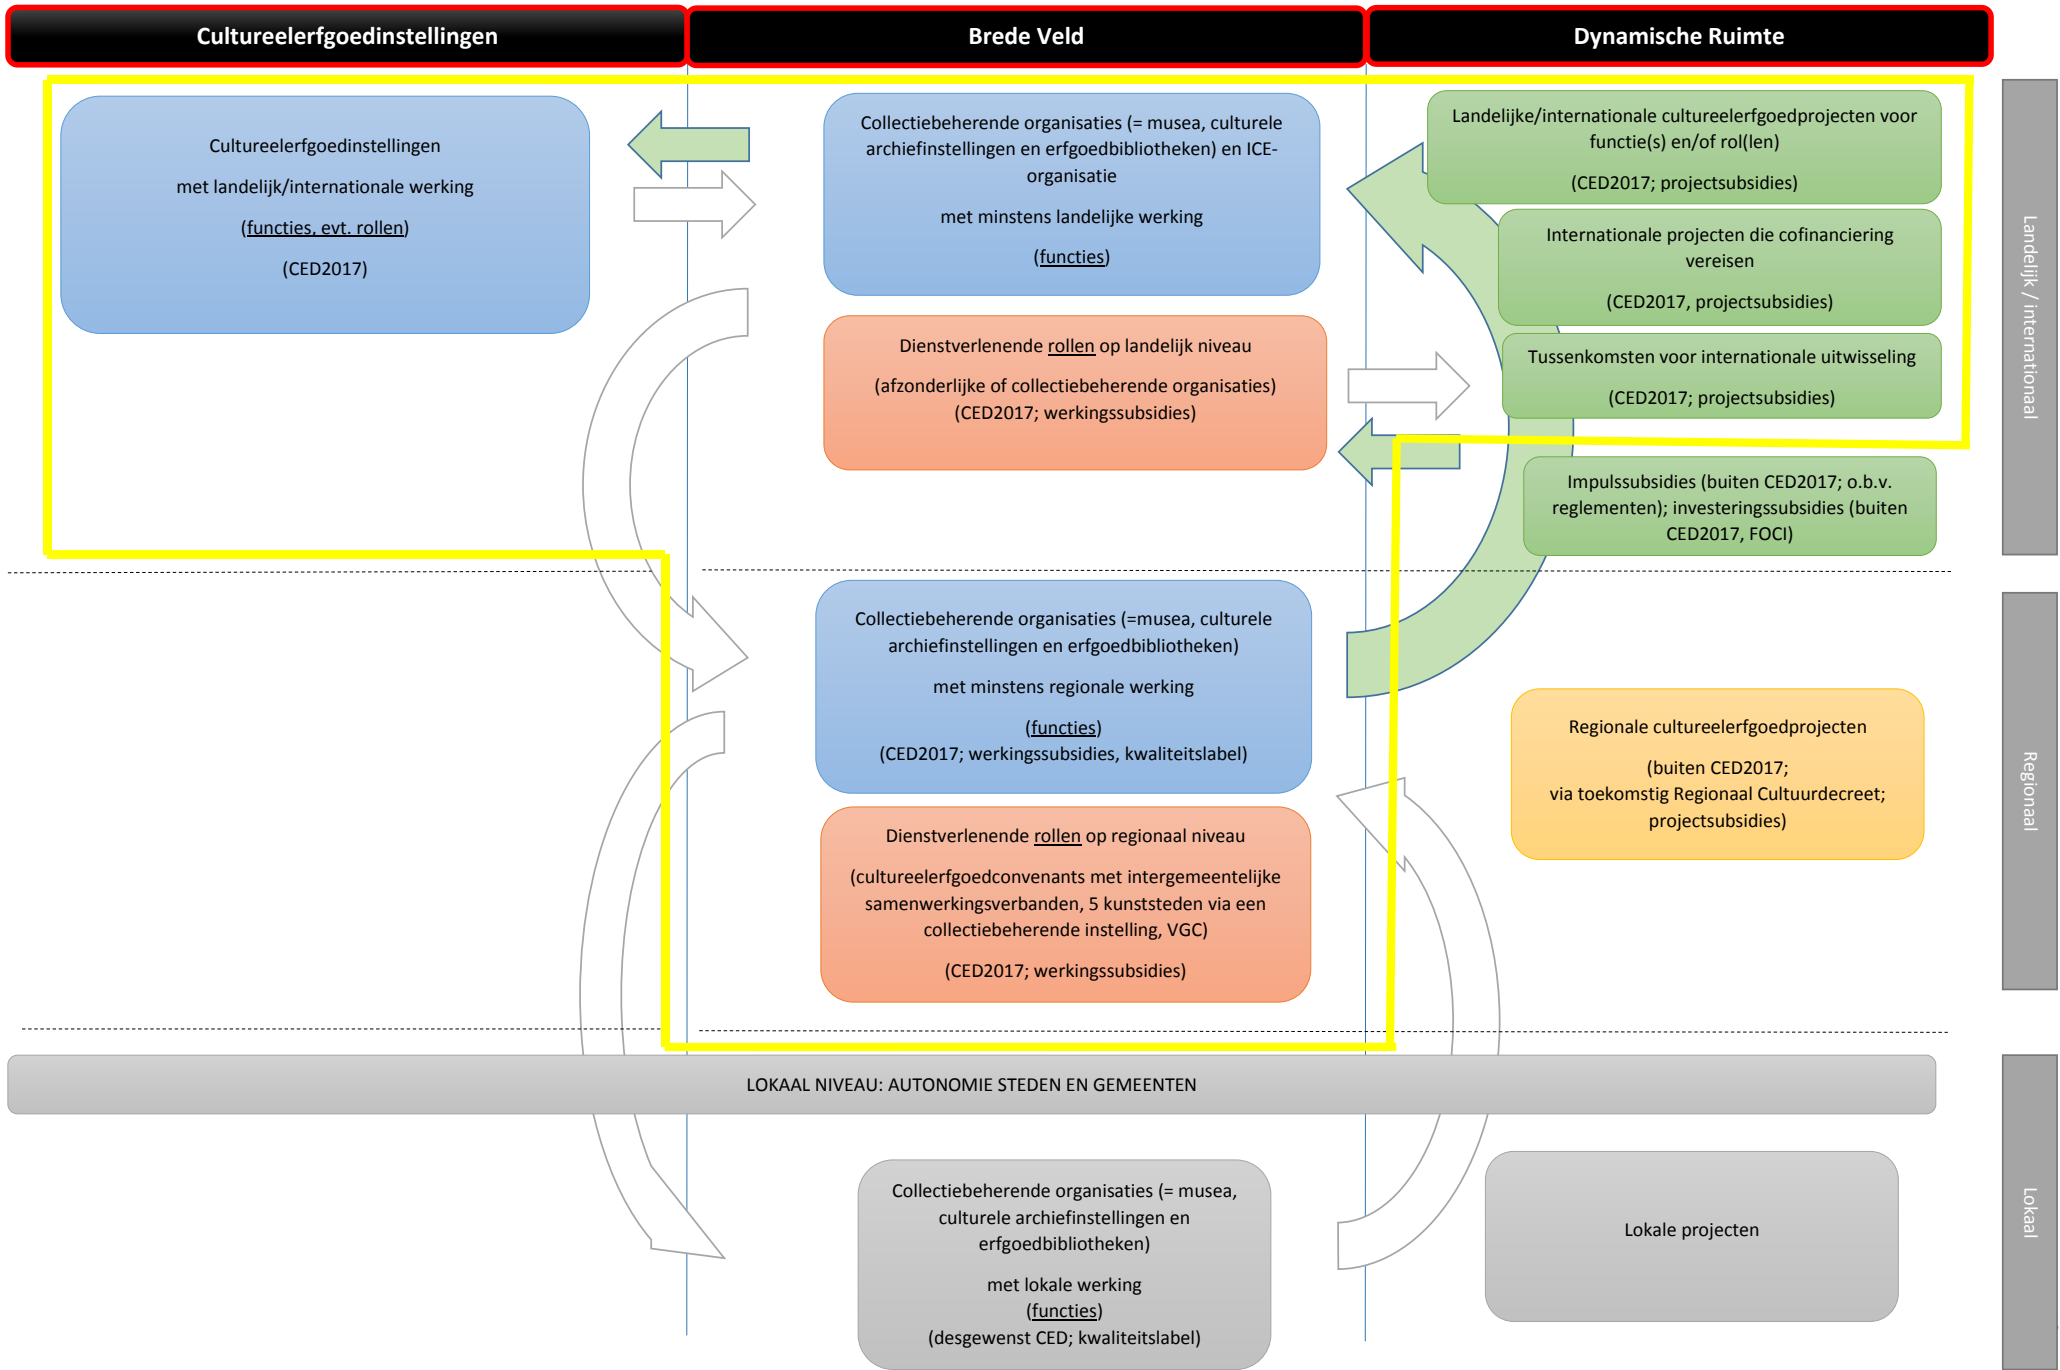 Cultureelerfgoedinstellingen
Brede Veld
Dynamische Ruimte
Cultureelerfgoedinstellingen
met landelijk/internationale werking
(functies, evt. rollen)
(CED2017)
Collectiebeherende organisaties (= musea, culturele
archiefinstellingen en erfgoedbibliotheken) en ICE-
organisatie
met minstens landelijke werking
(functies)
Dienstverlenende rollen op landelijk niveau
(afzonderlijke of collectiebeherende organisaties)
(CED2017; werkingssubsidies)
Landelijke/internationale cultureelerfgoedprojecten voor
functie(s) en/of rol(len)
(CED2017; projectsubsidies)
Internationale projecten die cofinanciering
vereisen
(CED2017, projectsubsidies)
Tussenkomsten voor internationale uitwisseling
(CED2017; projectsubsidies)
Impulssubsidies (buiten CED2017; o.b.v.
reglementen); investeringssubsidies (buiten
CED2017, FOCI)
Landelijk / internationaal
Collectiebeherende organisaties (=musea, culturele
archiefinstellingen en erfgoedbibliotheken)
met minstens regionale werking
(functies)
(CED2017; werkingssubsidies, kwaliteitslabel)
Dienstverlenende rollen op regionaal niveau
(cultureelerfgoedconvenants met intergemeentelijke
samenwerkingsverbanden, 5 kunststeden via een
collectiebeherende instelling, VGC)
(CED2017; werkingssubsidies)
Regionale cultureelerfgoedprojecten
(buiten CED2017;
via toekomstig Regionaal Cultuurdecreet;
projectsubsidies)
Regionaal
LOKAAL NIVEAU: AUTONOMIE STEDEN EN GEMEENTEN
Collectiebeherende organisaties (= musea,
culturele archiefinstellingen en
erfgoedbibliotheken)
met lokale werking
(functies)
(desgewenst CED; kwaliteitslabel)
Lokale projecten
Lokaal